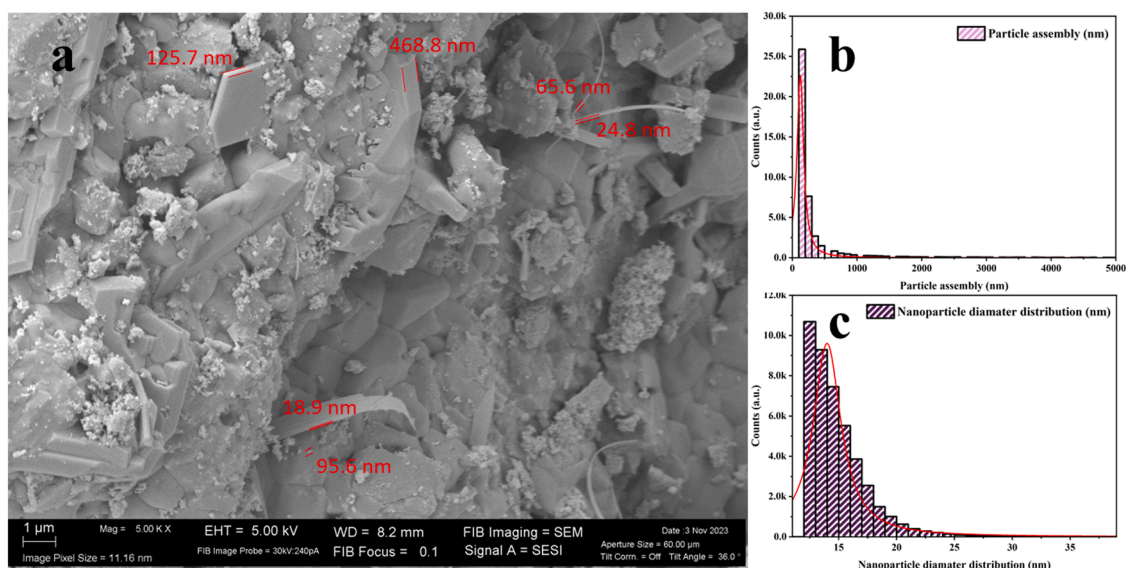 a
125.7 nm
468.8 nm
65.6 nm
24.8 nm
18.9 nm
95.6 nm
1 µm
Mag = 5.00 K X
EHT = 5.00 kV
WD = 8.2 mm
FIB Imaging = SEM
Date :3 Nov 2023
Image Pixel Size = 11.16 nm
FIB Image Probe = 30kV:240pA
FIB Focus = 0.1
Signal A = SESI
Aperture Size = 60.00 µm
Tilt Corrn. = Off Tilt Angle = 36.0 °
b
Particle assembly (nm)
30.0k
25.0k
20.0k
15.0k
10.0k
5.0k
0.0
Counts (a.u.)
0 1000 2000 3000 4000 5000
Particle assembly (nm)
c
Nanoparticle diamater distribution (nm)
12.0k
10.0k
8.0k
6.0k
4.0k
2.0k
0.0
Counts (a.u.)
15 20 25 30 35
Nanoparticle diamater distribution (nm)